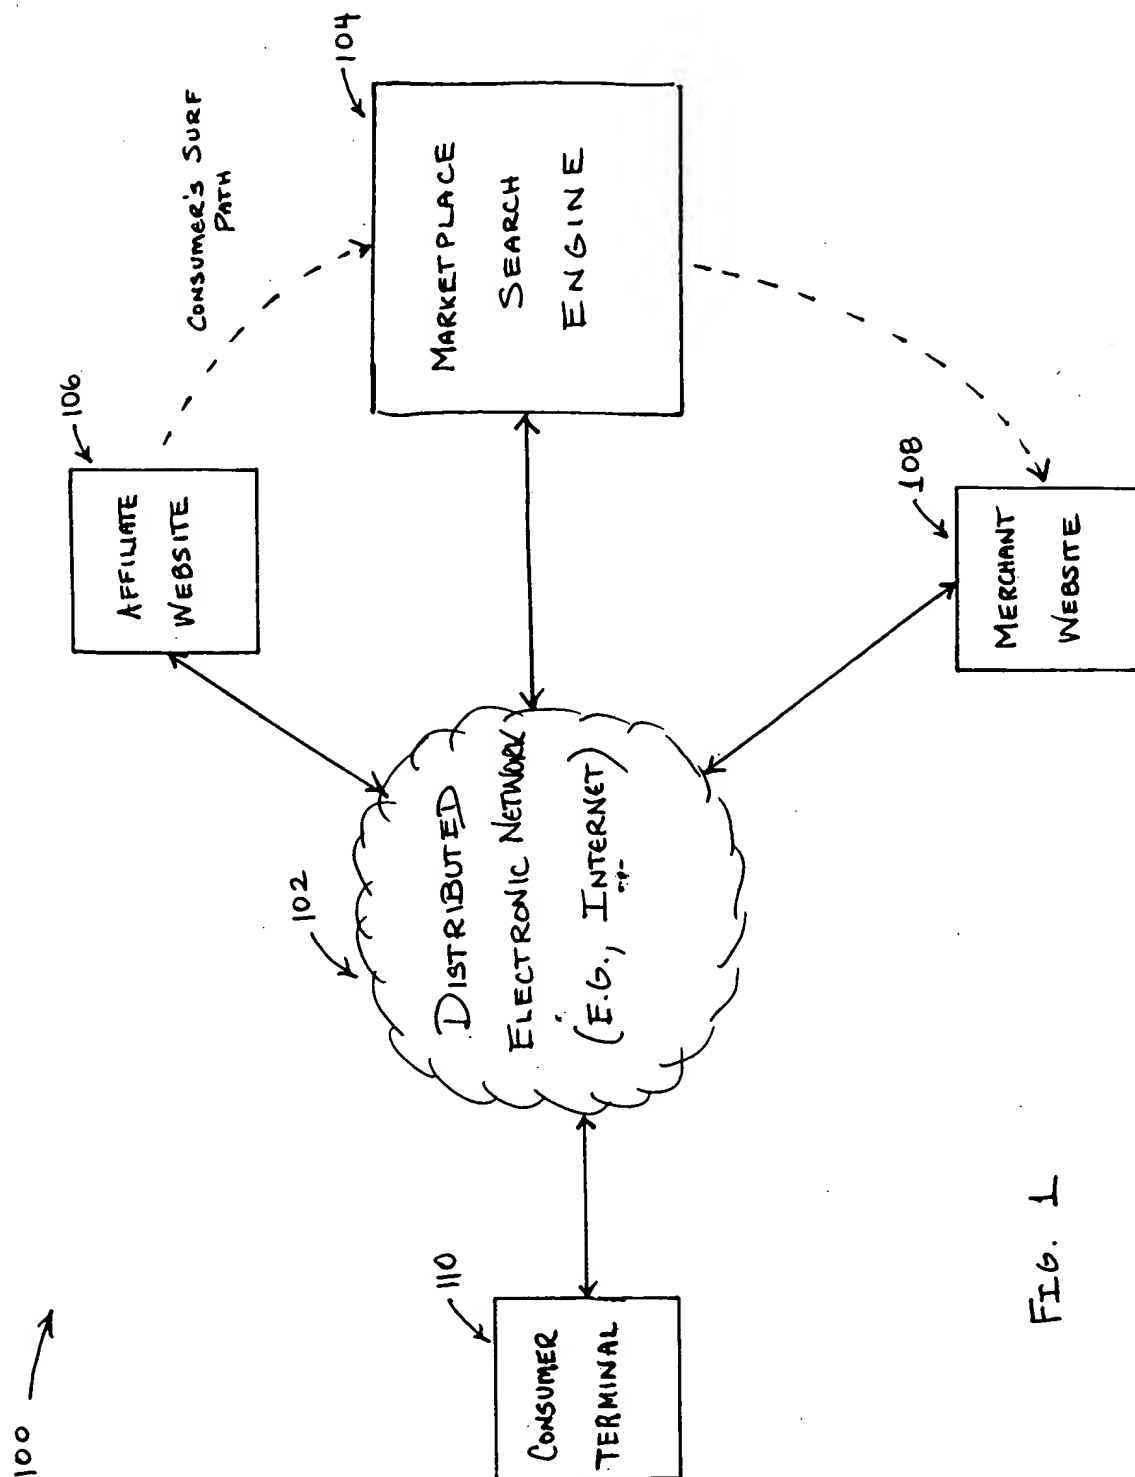 100
106
AFFILIATE
WEBSITE
CONSUMER'S SURF
PATH
104
MARKETPLACE
SEARCH
ENGINE
102
DISTRIBUTED
ELECTRONIC NETWORK
(E.G., INTERNET)
110
CONSUMER
TERMINAL
108
MERCHANT
WEBSITE
FIG. 1